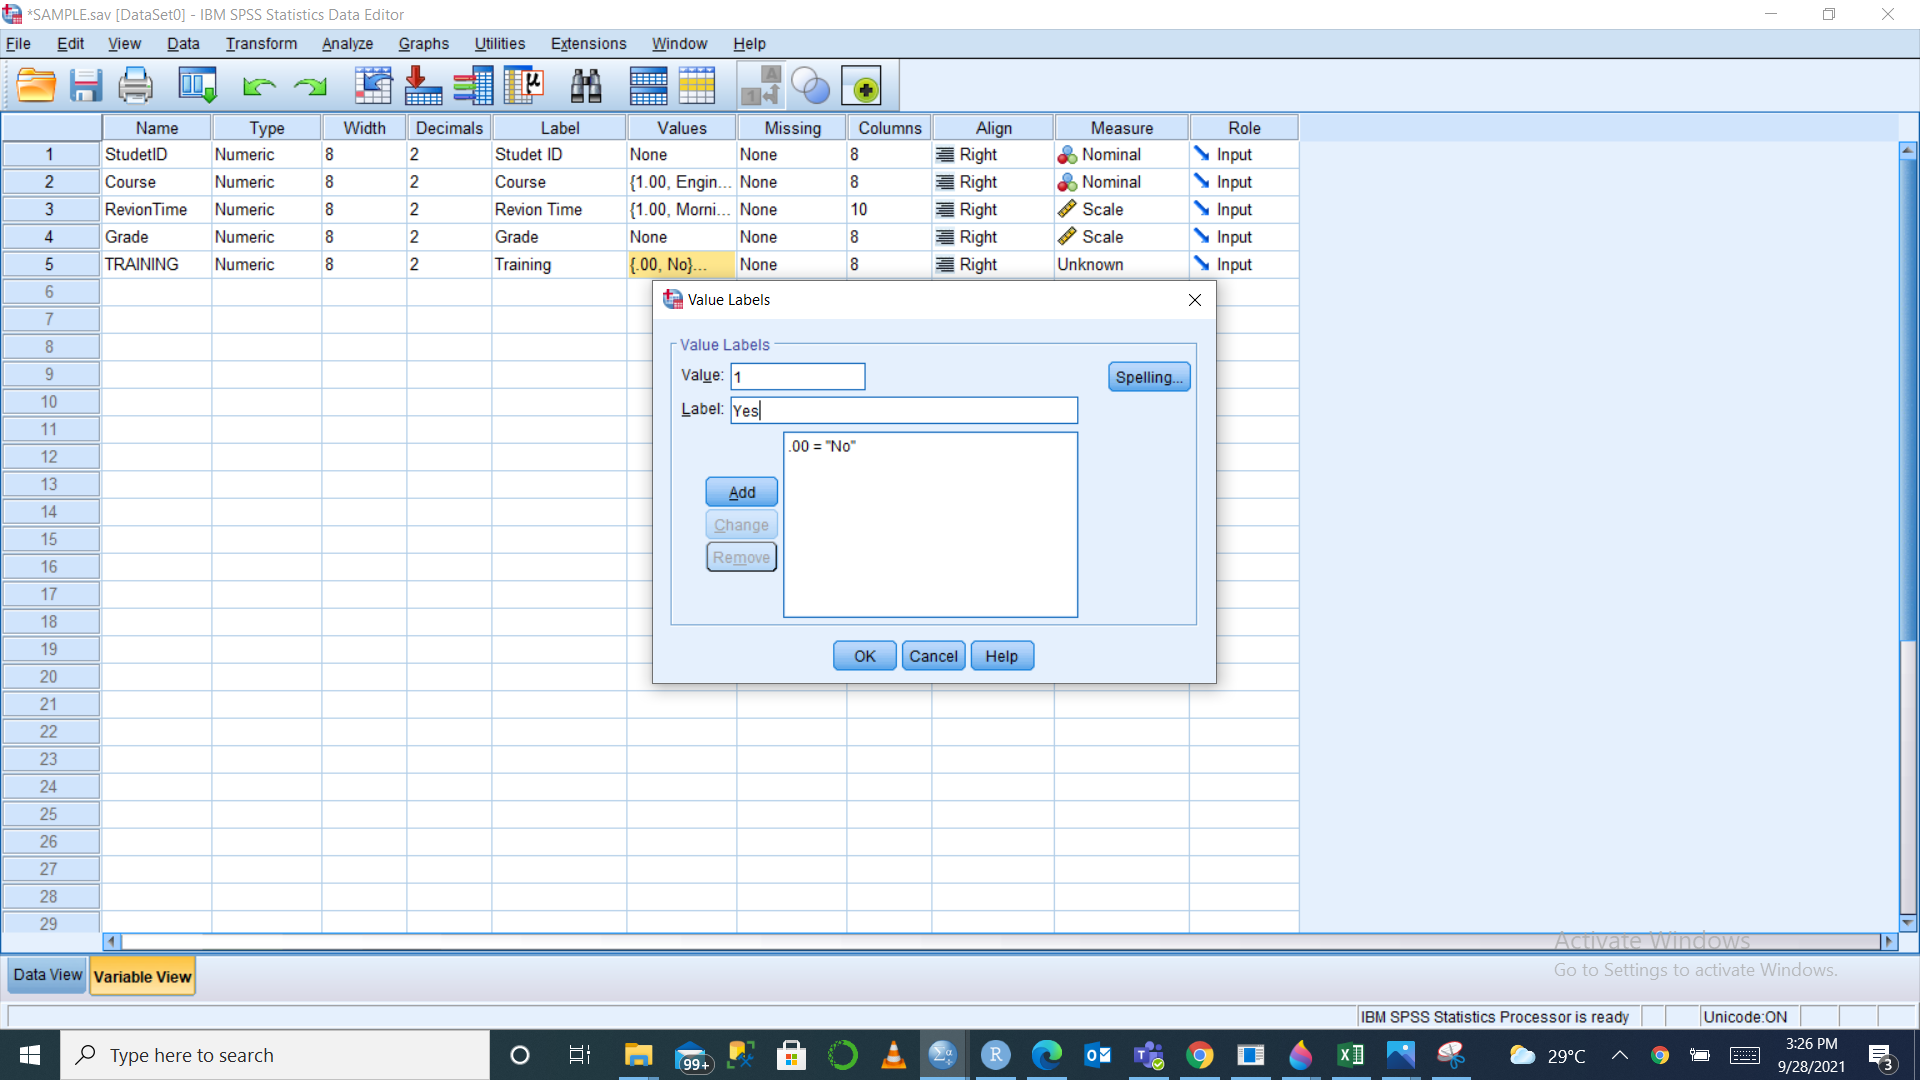 *SAMPLE.sav [DataSet0] - IBM SPSS Statistics Data Editor
File Edit View Data Transform Analyze Graphs Utilities Extensions Window Help
Name Type Width Decimals Label Values Missing Columns Align Measure Role
1 StudetID Numeric 8 2 Studet ID None None 8 Right Nominal Input
2 Course Numeric 8 2 Course {1.00, Engin... None 8 Right Nominal Input
3 RevionTime Numeric 8 2 Revion Time {1.00, Morni... None 10 Right Scale Input
4 Grade Numeric 8 2 Grade None None 8 Right Scale Input
5 TRAINING Numeric 8 2 Training {.00, No}... None 8 Right Unknown Input
6
7
8
9
10
11
12
13
14
15
16
17
18
19
20
21
22
23
24
25
26
27
28
29
Value Labels
Value Labels
Value: 1
Spelling...
Label: Yes
.00 = "No"
Add
Change
Remove
OK Cancel Help
Activate Windows
Go to Settings to activate Windows.
Data View Variable View
IBM SPSS Statistics Processor is ready Unicode:ON
Type here to search
99+
29°C
3:26 PM
9/28/2021
3